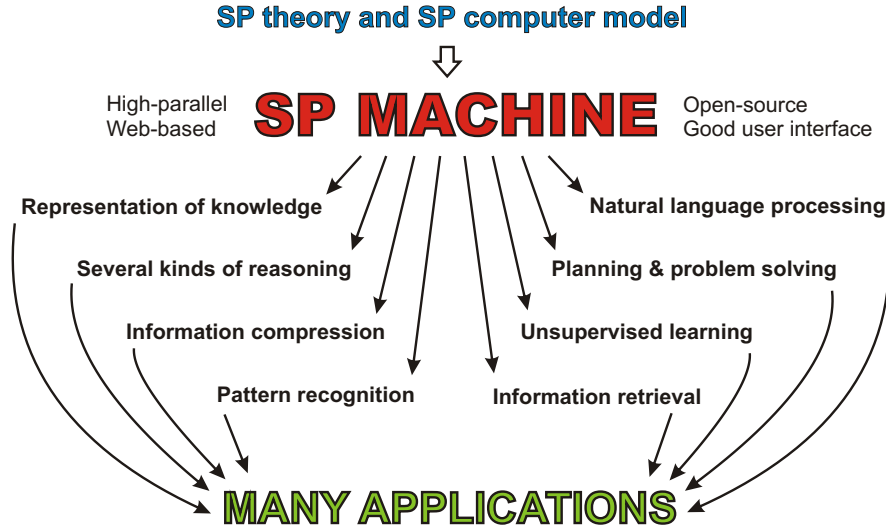 SP theory and SP computer model
High-parallel
Web-based
SP MACHINE
Open-source
Good user interface
Representation of knowledge
Natural language processing
Several kinds of reasoning
Planning & problem solving
Information compression
Unsupervised learning
Pattern recognition
Information retrieval
MANY APPLICATIONS